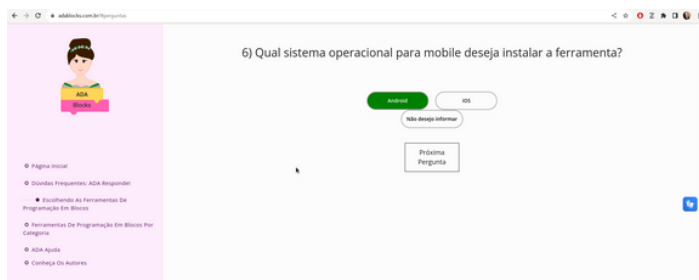 adablocks.com.br/#perguntas
6) Qual sistema operacional para mobile deseja instalar a ferramenta?
ADA
Blocks
Android
iOS
Não desejo informar
Próxima
Pergunta
Página Inicial
Dúvidas Frequentes: ADA Responde!
Escolhendo As Ferramentas De
Programação Em Blocos
Ferramentas De Programação Em Blocos Por
Categoria
ADA Ajuda
Conheça Os Autores